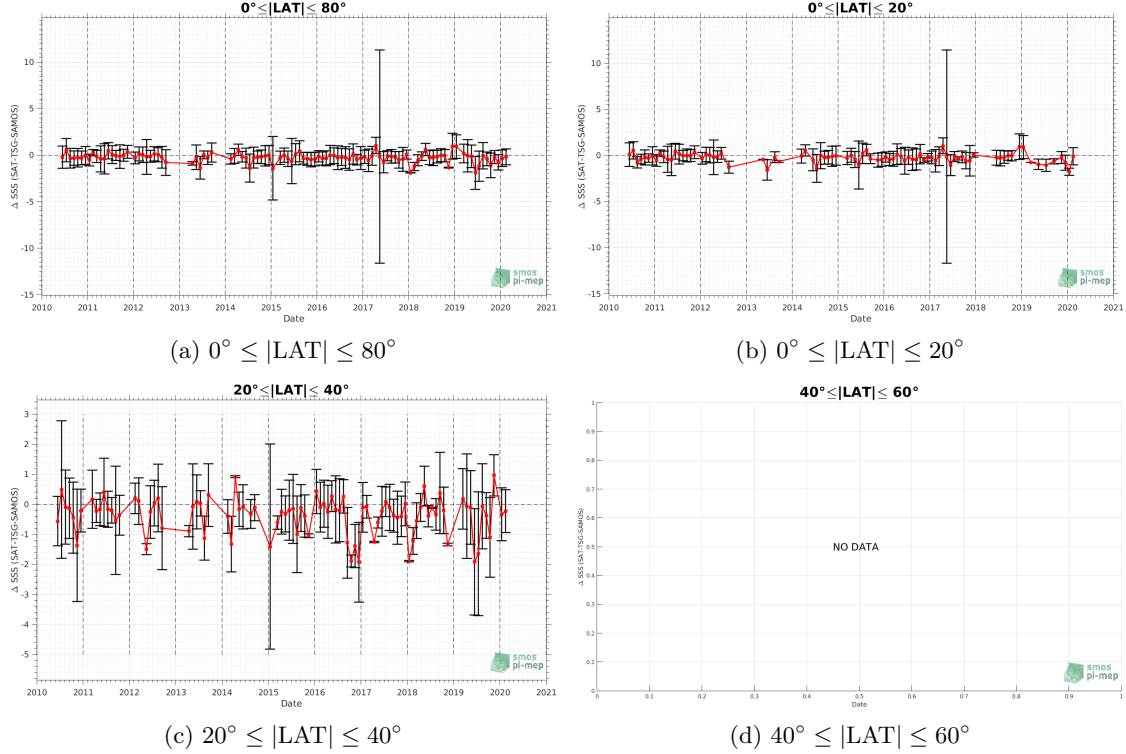 0°≤|LAT|≤ 80°
Δ SSS (SAT-TSG-SAMOS)
10
5
0
-5
-10
-15
2010 2011 2012 2013 2014 2015 2016 2017 2018 2019 2020 2021
Date
smos
pi-mep
(a) 0° ≤ |LAT| ≤ 80°
0°≤|LAT|≤ 20°
Δ SSS (SAT-TSG-SAMOS)
10
5
0
-5
-10
-15
2010 2011 2012 2013 2014 2015 2016 2017 2018 2019 2020 2021
Date
smos
pi-mep
(b) 0° ≤ |LAT| ≤ 20°
20°≤|LAT|≤ 40°
Δ SSS (SAT-TSG-SAMOS)
3
2
1
0
-1
-2
-3
-4
-5
2010 2011 2012 2013 2014 2015 2016 2017 2018 2019 2020 2021
Date
smos
pi-mep
(c) 20° ≤ |LAT| ≤ 40°
40°≤|LAT|≤ 60°
Δ SSS (SAT-TSG-SAMOS)
1
0.9
0.8
0.7
0.6
0.5
0.4
0.3
0.2
0.1
0
NO DATA
0 0.1 0.2 0.3 0.4 0.5 0.6 0.7 0.8 0.9 1
Date
smos
pi-mep
(d) 40° ≤ |LAT| ≤ 60°